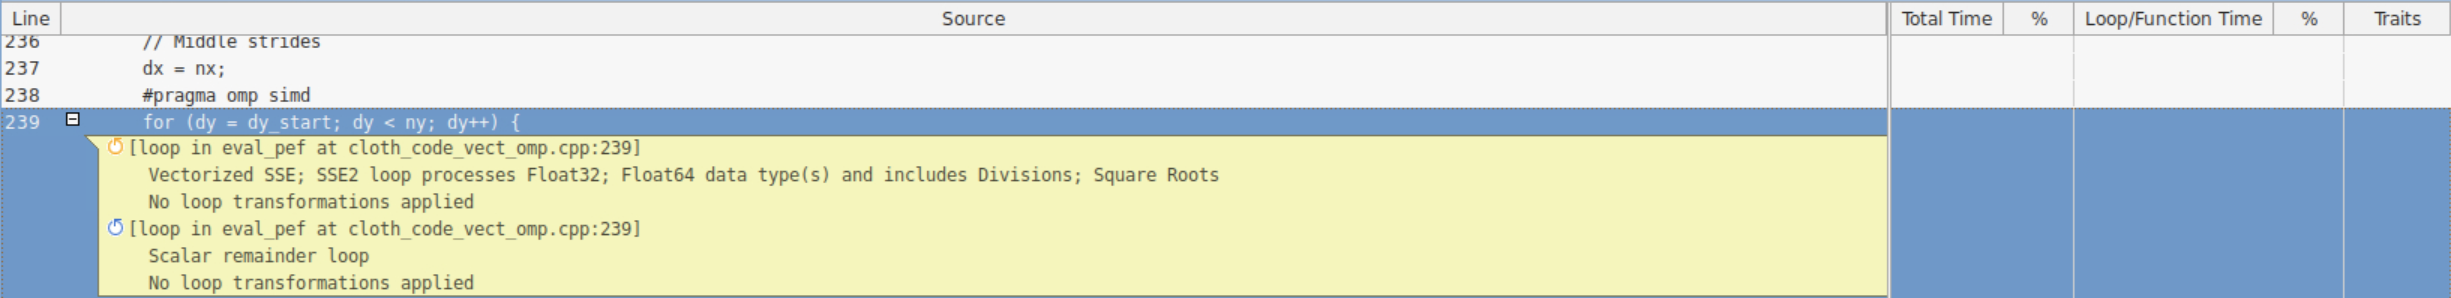 Line Source Total Time % Loop/Function Time % Traits
236 // Middle strides
237 dx = nx;
238 #pragma omp simd
239 for (dy = dy_start; dy < ny; dy++) {
[loop in eval_pef at cloth_code_vect_omp.cpp:239]
Vectorized SSE; SSE2 loop processes Float32; Float64 data type(s) and includes Divisions; Square Roots
No loop transformations applied
[loop in eval_pef at cloth_code_vect_omp.cpp:239]
Scalar remainder loop
No loop transformations applied